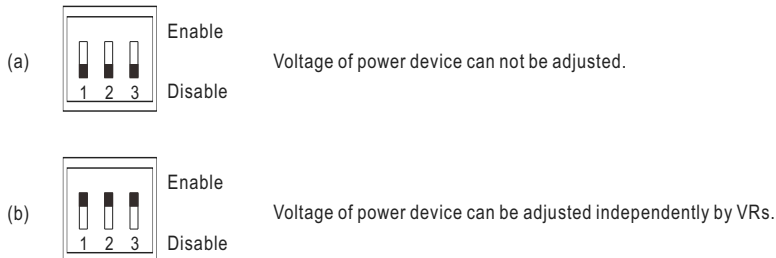 Enable
(a) Voltage of power device can not be adjusted.
1 2 3 Disable
Enable
(b) Voltage of power device can be adjusted independently by VRs.
1 2 3 Disable